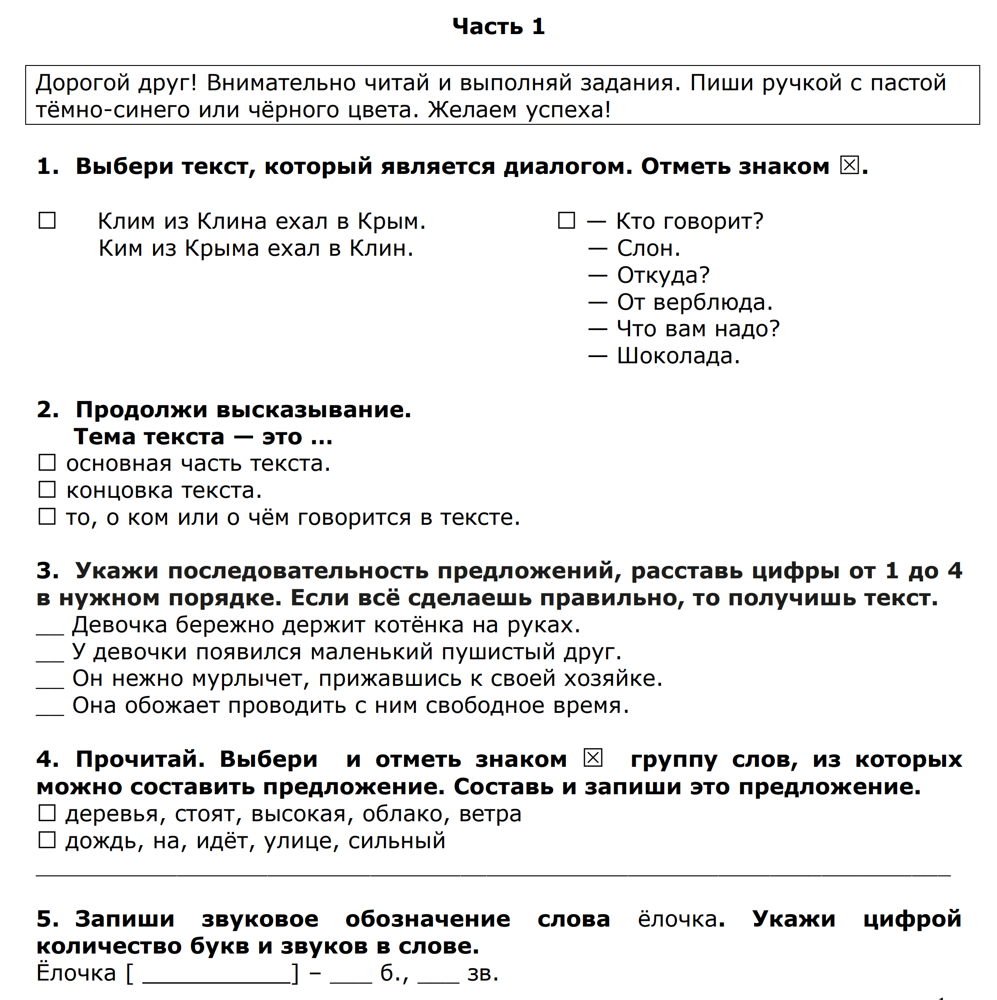 Часть 1
Дорогой друг! Внимательно читай и выполняй задания. Пиши ручкой с пастой
тёмно-синего или чёрного цвета. Желаем успеха!
1. Выбери текст, который является диалогом. Отметь знаком ☒.
☐ Клим из Клина ехал в Крым.
Ким из Крыма ехал в Клин.
☐ — Кто говорит?
— Слон.
— Откуда?
— От верблюда.
— Что вам надо?
— Шоколада.
2. Продолжи высказывание.
Тема текста — это ...
☐ основная часть текста.
☐ концовка текста.
☐ то, о ком или о чём говорится в тексте.
3. Укажи последовательность предложений, расставь цифры от 1 до 4
в нужном порядке. Если всё сделаешь правильно, то получишь текст.
__ Девочка бережно держит котёнка на руках.
__ У девочки появился маленький пушистый друг.
__ Он нежно мурлычет, прижавшись к своей хозяйке.
__ Она обожает проводить с ним свободное время.
4. Прочитай. Выбери и отметь знаком ☒ группу слов, из которых
можно составить предложение. Составь и запиши это предложение.
☐ деревья, стоят, высокая, облако, ветра
☐ дождь, на, идёт, улице, сильный
5. Запиши звуковое обозначение слова ёлочка. Укажи цифрой
количество букв и звуков в слове.
Ёлочка [ ___________] – ___ б., ___ зв.